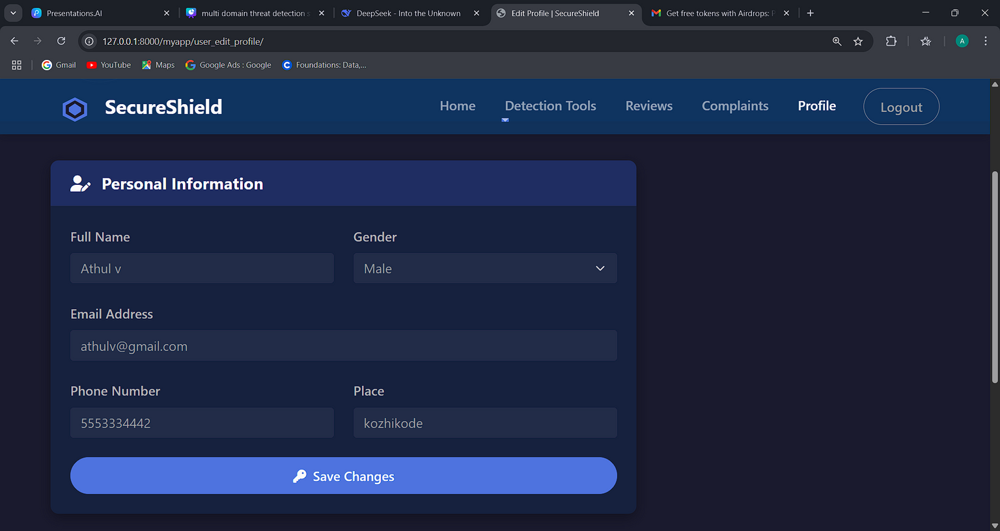 Presentations.AI
multi domain threat detection s
DeepSeek - Into the Unknown
Edit Profile | SecureShield
Get free tokens with Airdrops: P
127.0.0.1:8000/myapp/user_edit_profile/
A
Gmail
YouTube
Maps
Google Ads : Google
Foundations: Data,...
SecureShield
Home
Detection Tools
Reviews
Complaints
Profile
Logout
Personal Information
Full Name
Gender
Athul v
Male
Email Address
athulv@gmail.com
Phone Number
Place
5553334442
kozhikode
Save Changes